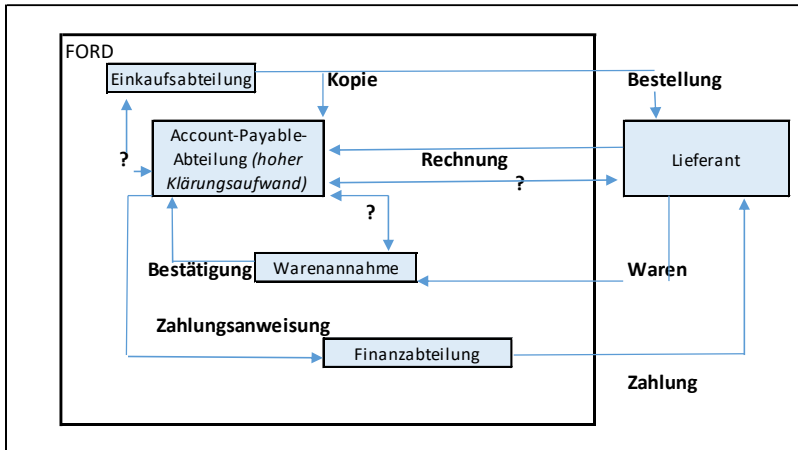 FORD
Einkaufsabteilung
Kopie
Bestellung
Account-Payable-
Abteilung (hoher
Klärungsaufwand)
?
Rechnung
Lieferant
?
?
Bestätigung
Warenannahme
Waren
Zahlungsanweisung
Finanzabteilung
Zahlung